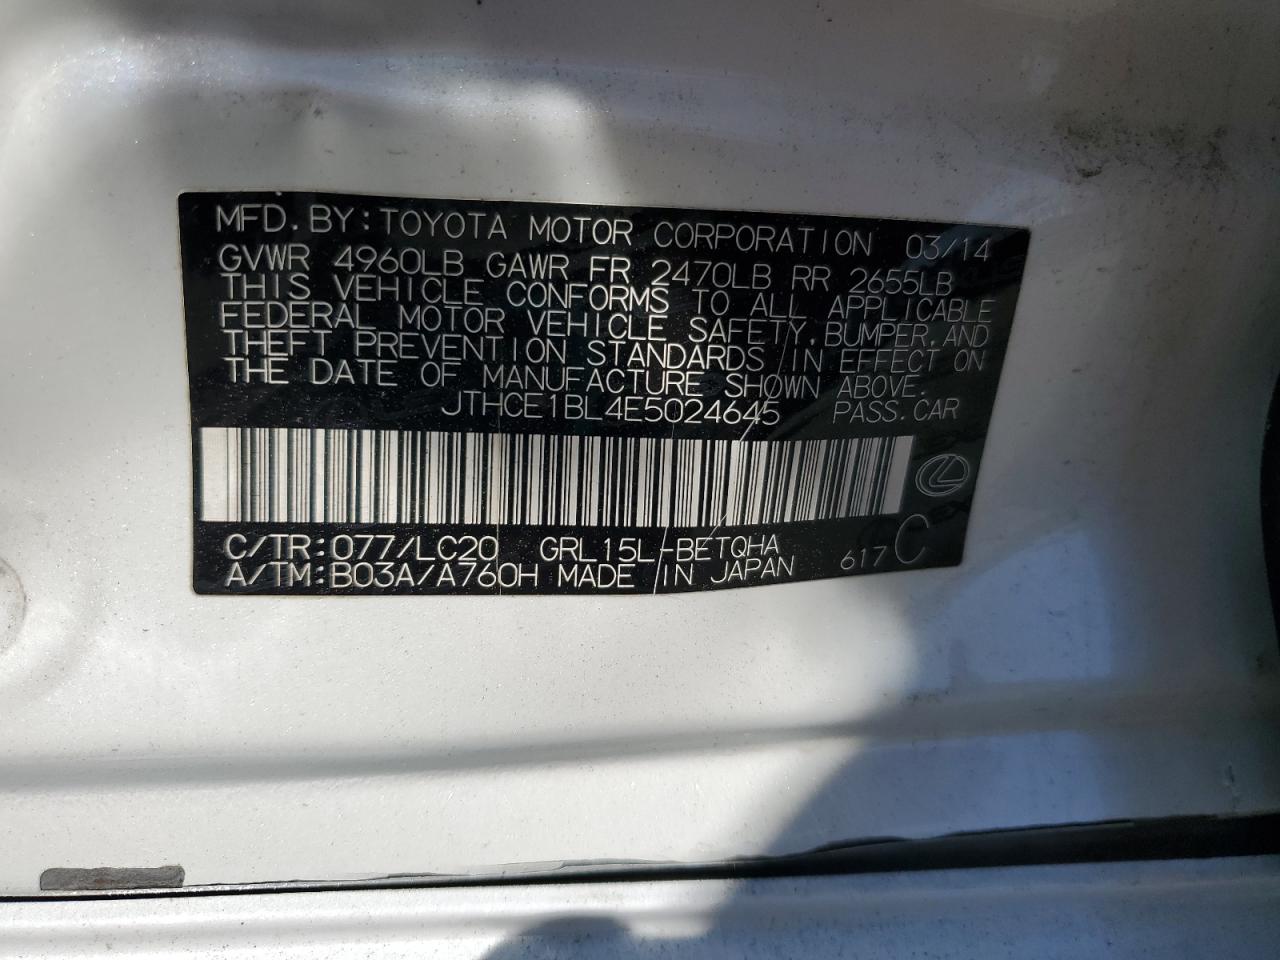 MFD. BY: TOYOTA MOTOR CORPORATION 03/14
GVWR 4960LB GAWR FR 2470LB RR 2655LB
THIS VEHICLE CONFORMS TO ALL APPLICABLE
FEDERAL MOTOR VEHICLE SAFETY, BUMPER, AND
THEFT PREVENTION STANDARDS IN EFFECT ON
THE DATE OF MANUFACTURE SHOWN ABOVE.
JTHCE1BL4E5024645 PASS. CAR
C/TR: 077/LC20 GRL15L-BETQHA
A/TM: B03A/A760H MADE IN JAPAN 617 C